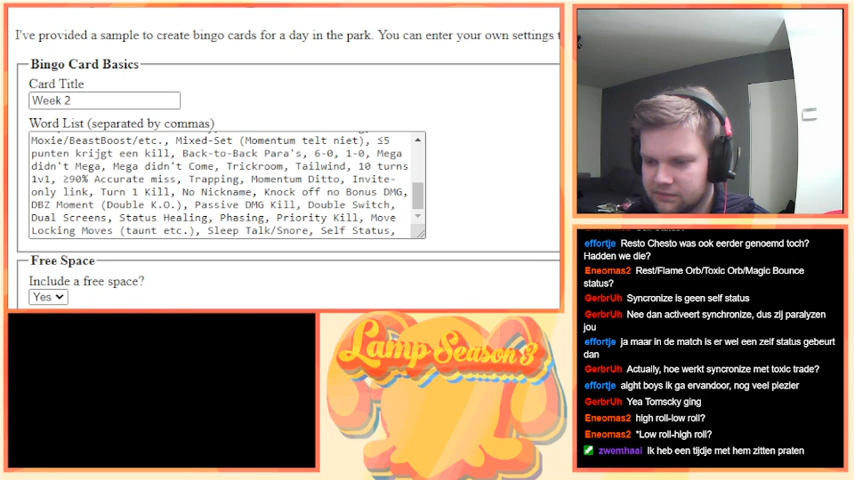 I've provided a sample to create bingo cards for a day in the park. You can enter your own settings t
Bingo Card Basics
Card Title
Week 2
Word List (separated by commas)
Moxie/BeastBoost/etc., Mixed-Set (Momentum telt niet), ≤5
punten krijgt een kill, Back-to-Back Para's, 6-0, 1-0, Mega
didn't Mega, Mega didn't Come, Trickroom, Tailwind, 10 turns
1v1, ≥90% Accurate miss, Trapping, Momentum Ditto, Invite-
only link, Turn 1 Kill, No Nickname, Knock off no Bonus DMG,
DBZ Moment (Double K.O.), Passive DMG Kill, Double Switch,
Dual Screens, Status Healing, Phasing, Priority Kill, Move
Locking Moves (taunt etc.), Sleep Talk/Snore, Self Status,
Free Space
Include a free space?
Yes
Lamp Season 3
effortje Resto Chesto was ook eerder genoemd toch?
Hadden we die?
Eneomas2 Rest/Flame Orb/Toxic Orb/Magic Bounce
status?
GerbrUh Syncronize is geen self status
GerbrUh Nee dan activeert synchronize, dus zij paralyzen
jou
effortje ja maar in de match is er wel een zelf status gebeurt
dan
GerbrUh Actually, hoe werkt syncronize met toxic trade?
effortje alght boys ik ga ervandoor, nog veel plezier
GerbrUh Yea Tomscky ging
Eneomas2 high roll-low roll?
Eneomas2 *Low roll-high roll?
zwemhaai Ik heb een tijdje met hem zitten praten